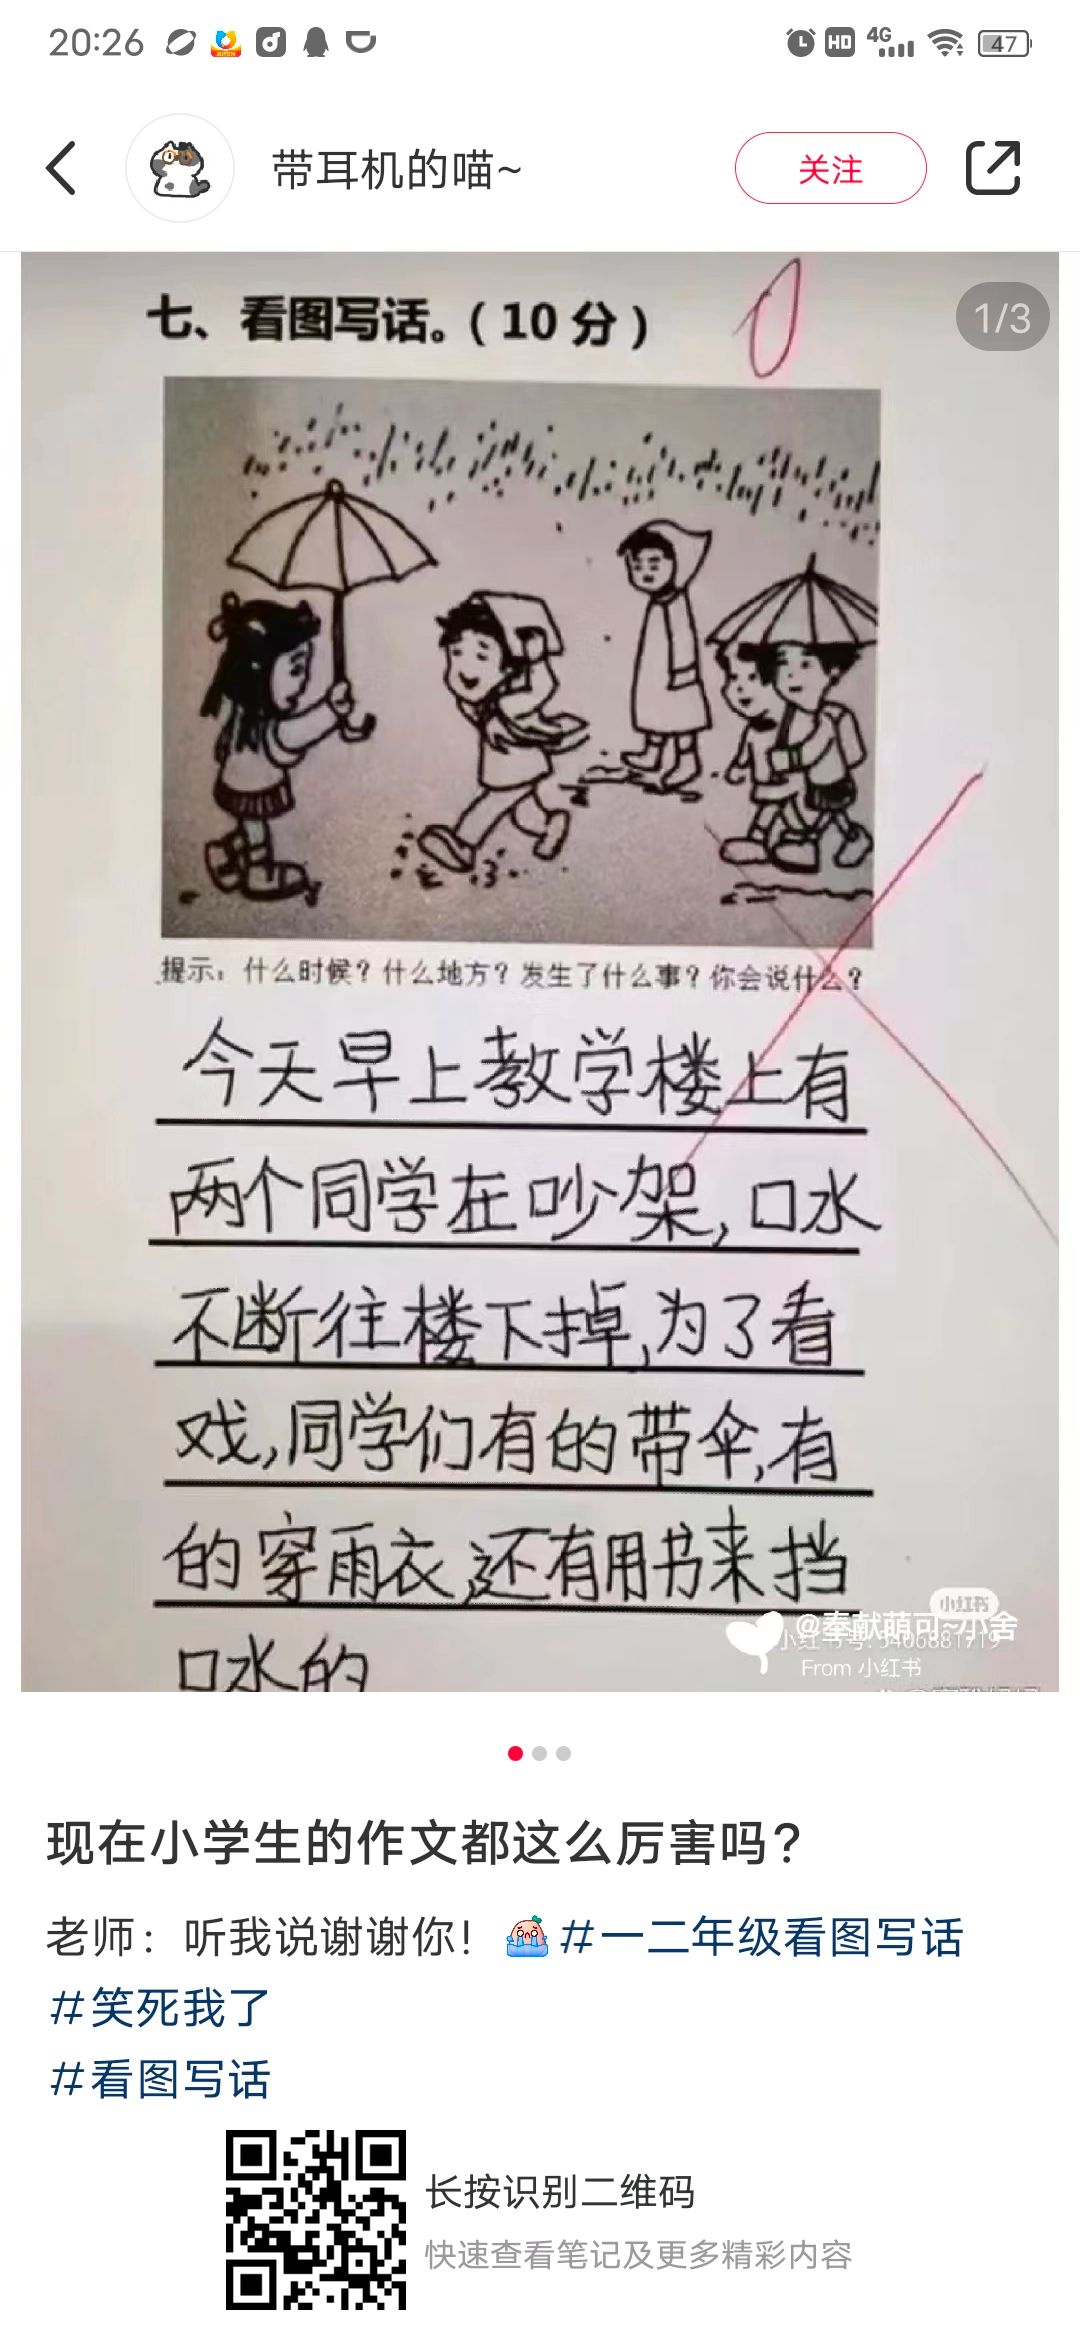 20:26
HD 4G 47
带耳机的喵~
关注
1/3
七、看图写话。(10 分)
0
提示：什么时候？什么地方？发生了什么事？你会说什么？
今天早上教学楼上有
两个同学在吵架,口水
不断往楼下掉,为了看
戏,同学们有的带伞,有
的穿雨衣,还有用书来挡
口水的
小红书
@奉献萌可~小舍
小红书号: 9406881719
From 小红书
现在小学生的作文都这么厉害吗？
老师：听我说谢谢你！#一二年级看图写话
#笑死我了
#看图写话
长按识别二维码
快速查看笔记及更多精彩内容